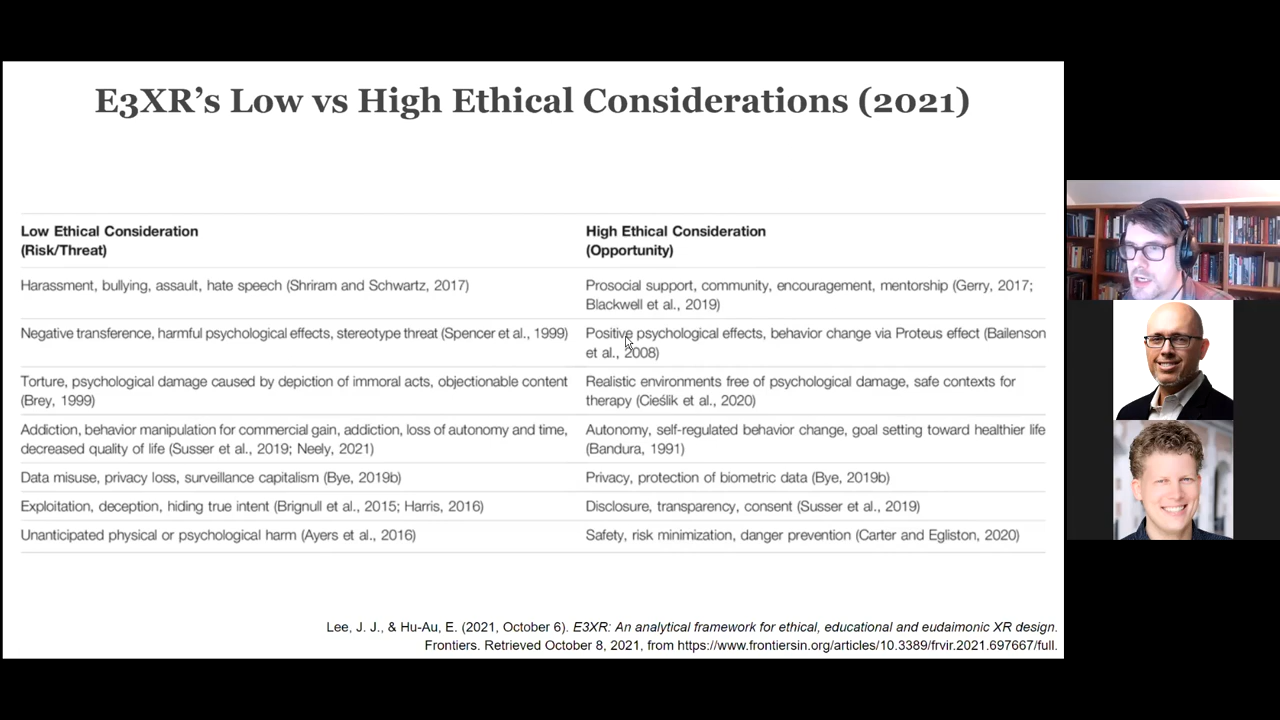 E3XR’s Low vs High Ethical Considerations (2021)
Low Ethical Consideration
(Risk/Threat)
High Ethical Consideration
(Opportunity)
Harassment, bullying, assault, hate speech (Shriram and Schwartz, 2017)
Prosocial support, community, encouragement, mentorship (Gerry, 2017;
Blackwell et al., 2019)
Negative transference, harmful psychological effects, stereotype threat (Spencer et al., 1999)
Positive psychological effects, behavior change via Proteus effect (Bailenson
et al., 2008)
Torture, psychological damage caused by depiction of immoral acts, objectionable content
(Brey, 1999)
Realistic environments free of psychological damage, safe contexts for
therapy (Cieślik et al., 2020)
Addiction, behavior manipulation for commercial gain, addiction, loss of autonomy and time,
decreased quality of life (Susser et al., 2019; Neely, 2021)
Autonomy, self-regulated behavior change, goal setting toward healthier life
(Bandura, 1991)
Data misuse, privacy loss, surveillance capitalism (Bye, 2019b)
Privacy, protection of biometric data (Bye, 2019b)
Exploitation, deception, hiding true intent (Brignull et al., 2015; Harris, 2016)
Disclosure, transparency, consent (Susser et al., 2019)
Unanticipated physical or psychological harm (Ayers et al., 2016)
Safety, risk minimization, danger prevention (Carter and Egliston, 2020)
Lee, J. J., & Hu-Au, E. (2021, October 6). E3XR: An analytical framework for ethical, educational and eudaimonic XR design.
Frontiers. Retrieved October 8, 2021, from https://www.frontiersin.org/articles/10.3389/frvir.2021.697667/full.